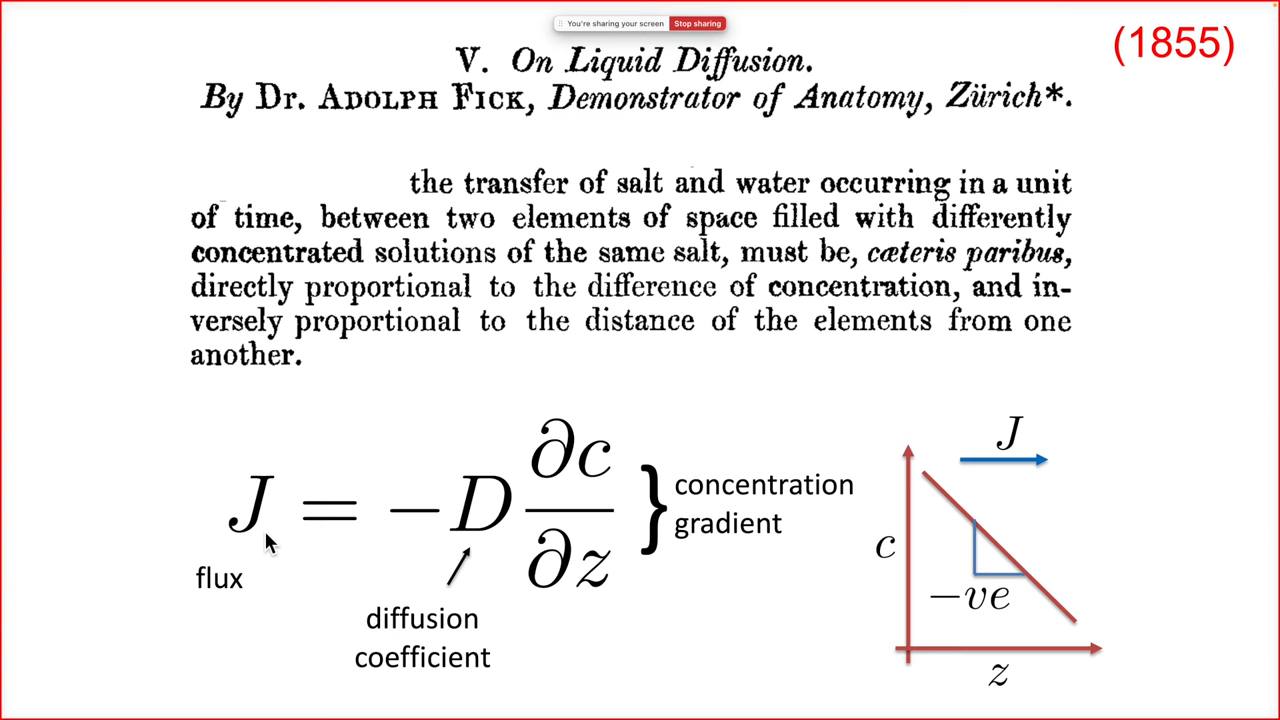 You're sharing your screen Stop sharing
(1855)
V. On Liquid Diffusion.
By Dr. ADOLPH FICK, Demonstrator of Anatomy, Zürich*.
the transfer of salt and water occurring in a unit
of time, between two elements of space filled with differently
concentrated solutions of the same salt, must be, cæteris paribus,
directly proportional to the difference of concentration, and in-
versely proportional to the distance of the elements from one
another.
J = −D ∂c/∂z }
concentration
gradient
flux
diffusion
coefficient
J
c
−ve
z